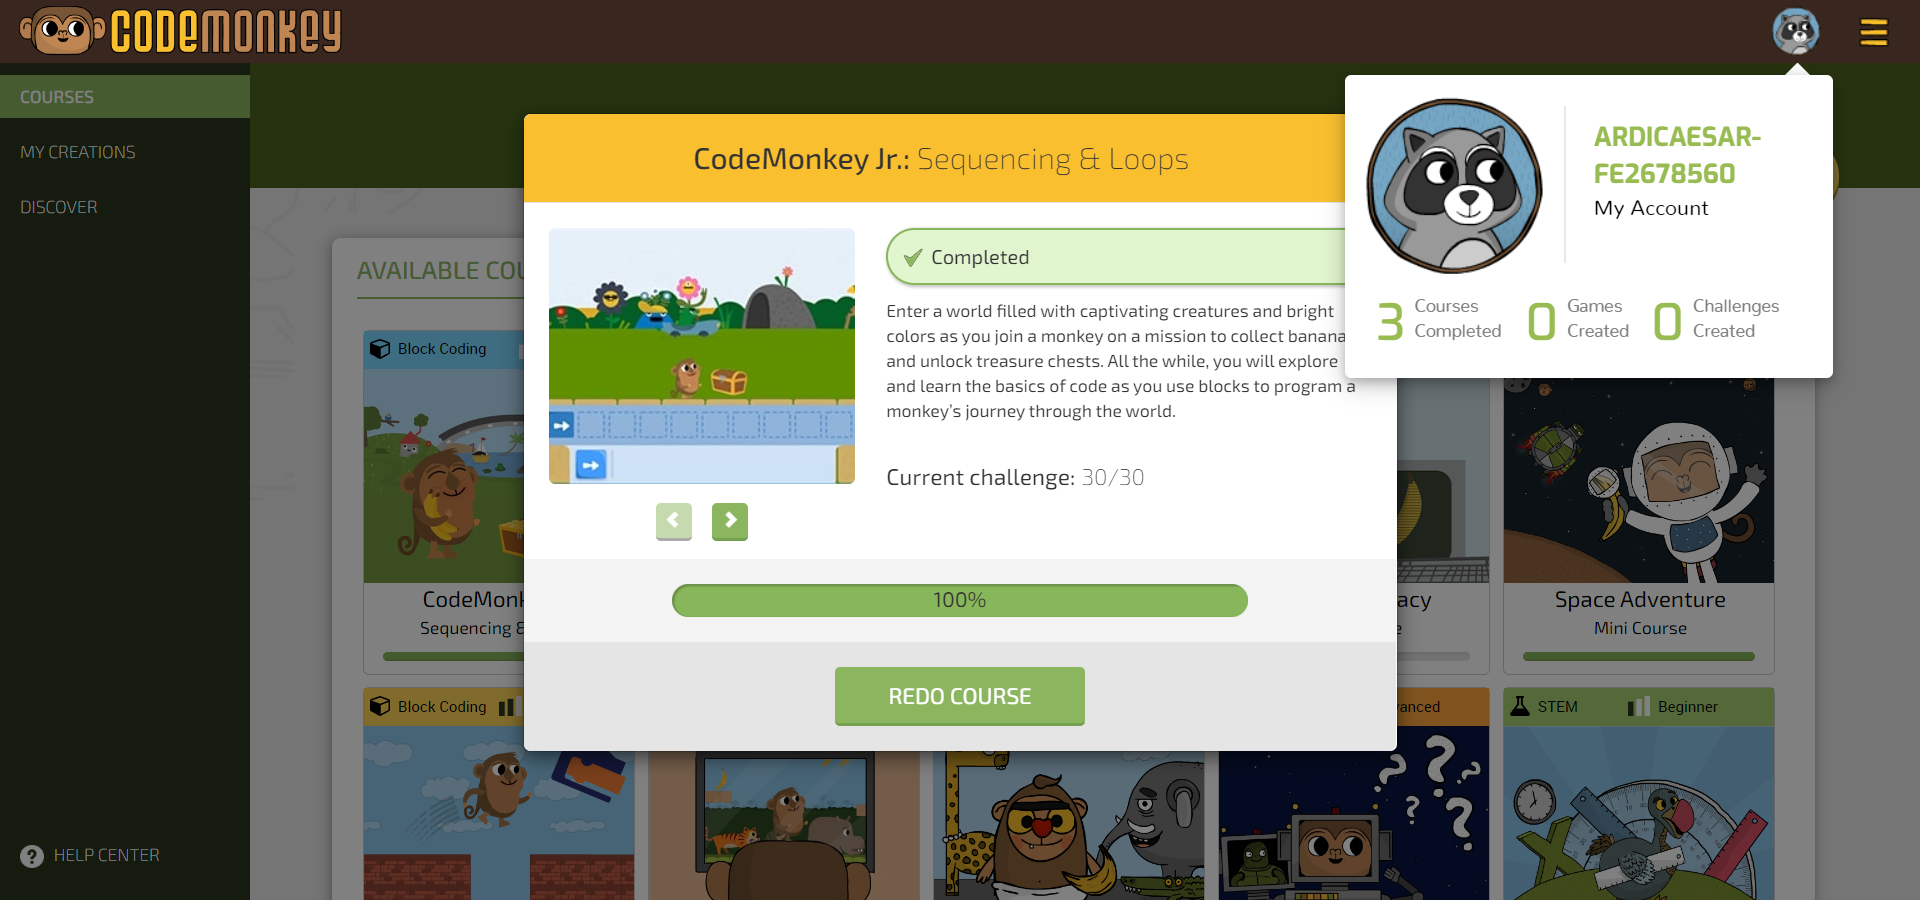 CODEMONKEY
COURSES
MY CREATIONS
DISCOVER
HELP CENTER
ARDICAESAR-
FE2678560
My Account
3 Courses Completed
0 Games Created
0 Challenges Created
CodeMonkey Jr.: Sequencing & Loops
Completed
Enter a world filled with captivating creatures and bright
colors as you join a monkey on a mission to collect banana
and unlock treasure chests. All the while, you will explore
and learn the basics of code as you use blocks to program a
monkey's journey through the world.
Current challenge: 30/30
100%
REDO COURSE
AVAILABLE COU
Block Coding
CodeMonk
Sequencing &
Space Adventure
Mini Course
Block Coding
STEM Beginner